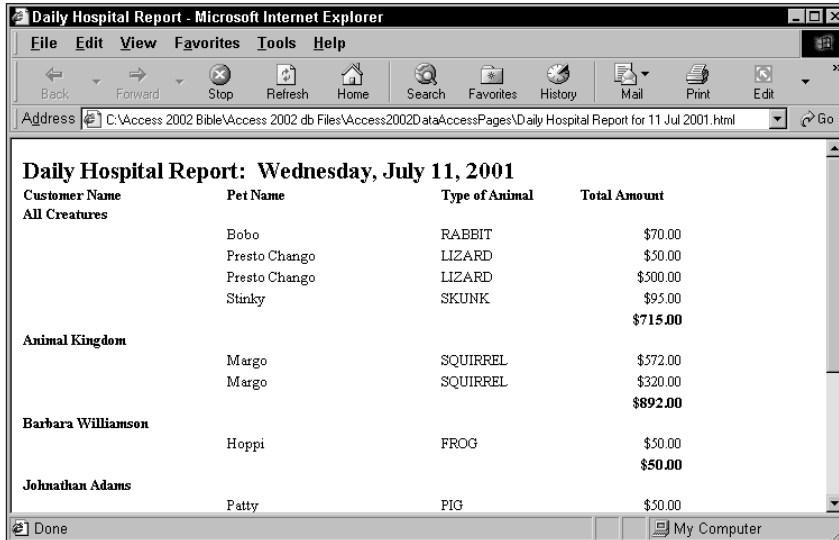 Daily Hospital Report - Microsoft Internet Explorer
File Edit View Favorites Tools Help
Back Forward Stop Refresh Home Search Favorites History Mail Print Edit »
Address C:\Access 2002 Bible\Access 2002 db Files\Access2002DataAccessPages\Daily Hospital Report for 11 Jul 2001.html Go
Daily Hospital Report: Wednesday, July 11, 2001
Customer Name Pet Name Type of Animal Total Amount
All Creatures
Bobo RABBIT $70.00
Presto Chango LIZARD $50.00
Presto Chango LIZARD $500.00
Stinky SKUNK $95.00
$715.00
Animal Kingdom
Margo SQUIRREL $572.00
Margo SQUIRREL $320.00
$892.00
Barbara Williamson
Hoppi FROG $50.00
$50.00
Johnathan Adams
Patty PIG $50.00
Done My Computer